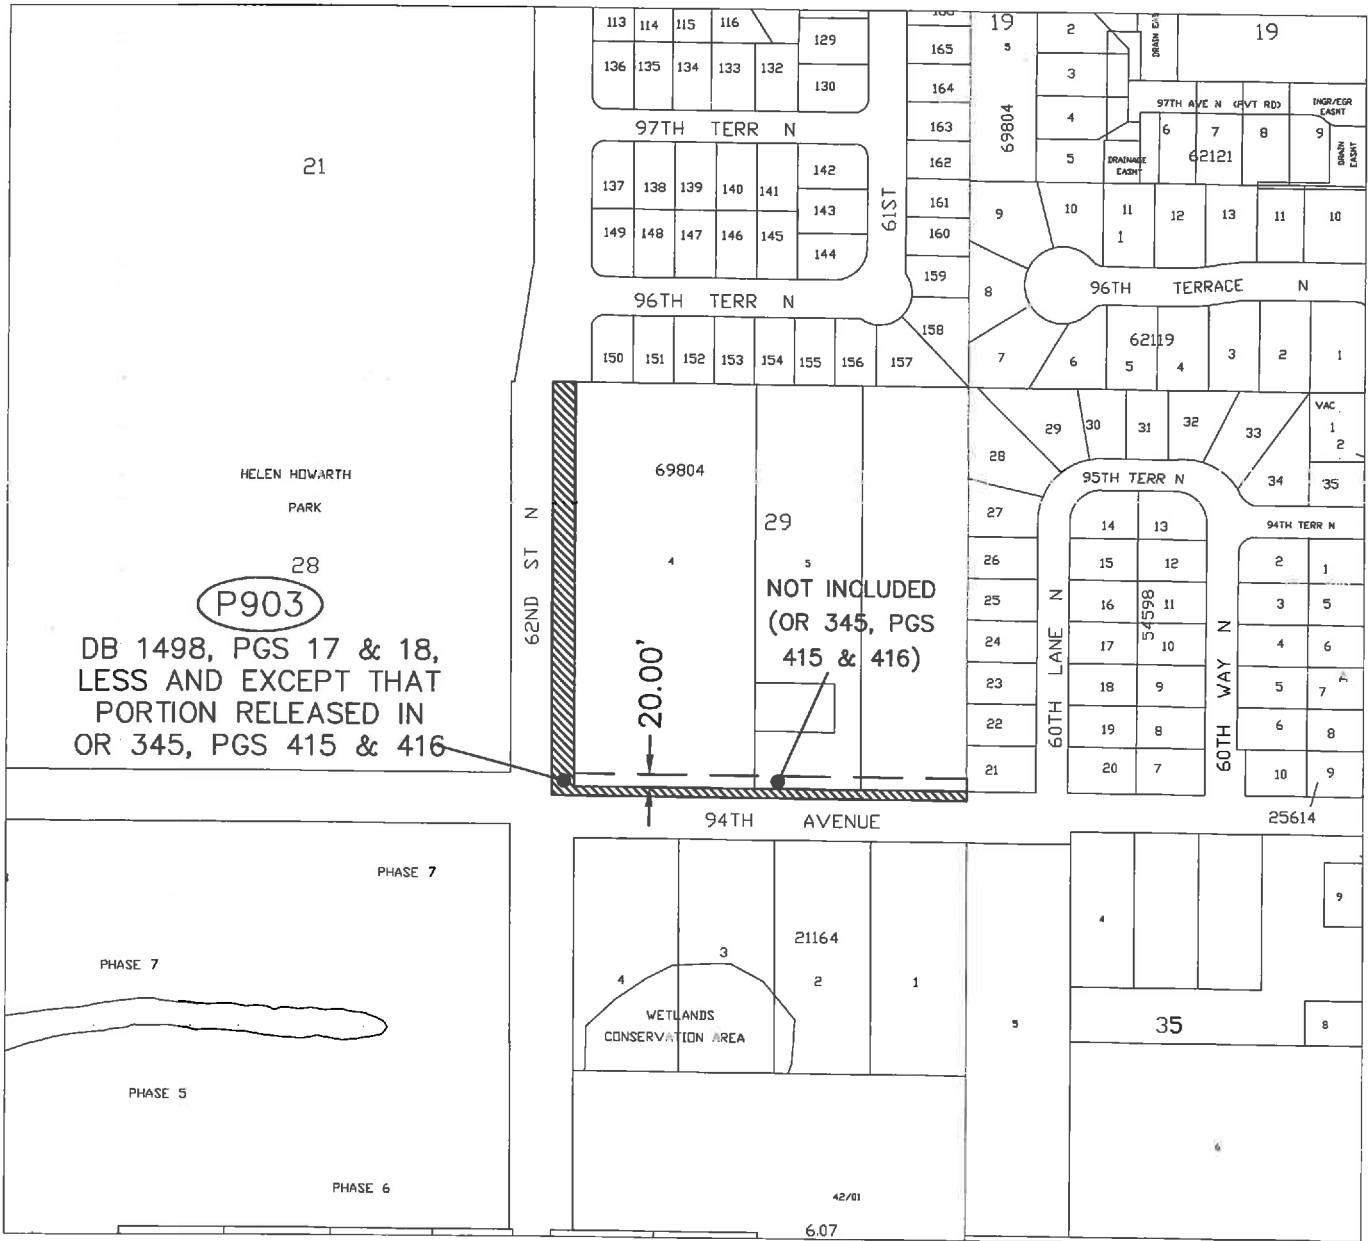 113 114 115 116
129
136 135 134 133 132
130
165
164
163
162
161
160
159
158
97TH TERR N
142
137 138 139 140 141
143
149 148 147 146 145
144
61ST
96TH TERR N
150 151 152 153 154 155 156 157
19
5
69804
2
3
4
5
19
97TH AVE N (PVT RD)
INGR/EGR
EASMT
6 7 8 9
62121
DRAINAGE
EASMT
DRAIN
EASMT
9 10 11 12 13 11 10
1
8
96TH TERRACE N
62119
7 6 5 4 3 2 1
21
HELEN HOWARTH
PARK
28
P903
DB 1498, PGS 17 & 18,
LESS AND EXCEPT THAT
PORTION RELEASED IN
OR 345, PGS 415 & 416
62ND ST N
69804
29
4
5
NOT INCLUDED
(OR 345, PGS
415 & 416)
20.00'
94TH AVENUE
28 29 30 31 32 33
VAC
1
2
34 35
95TH TERR N
94TH TERR N
27
26
25
24
23
22
21
60TH LANE N
14 13
15 12
16 11
17 10
18 9
19 8
20 7
54598
60TH WAY N
2 1
3 5
4 6
5 7
6 8
10 9
25614
PHASE 7
PHASE 7
PHASE 5
PHASE 6
21164
4 3 2 1
WETLANDS
CONSERVATION AREA
5
4
9
35
8
6
42/01
6.07